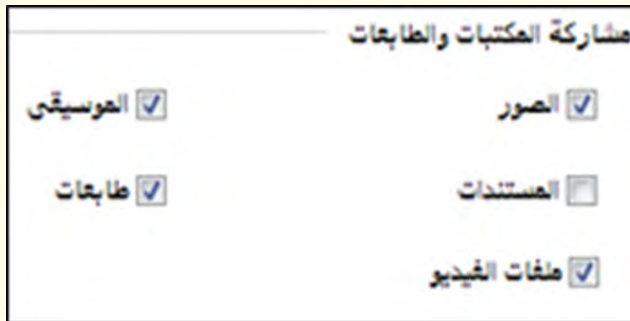 مشاركة المكتبات والطابعات
الصور الموسيقى
المستندات طابعات
ملفات الفيديو